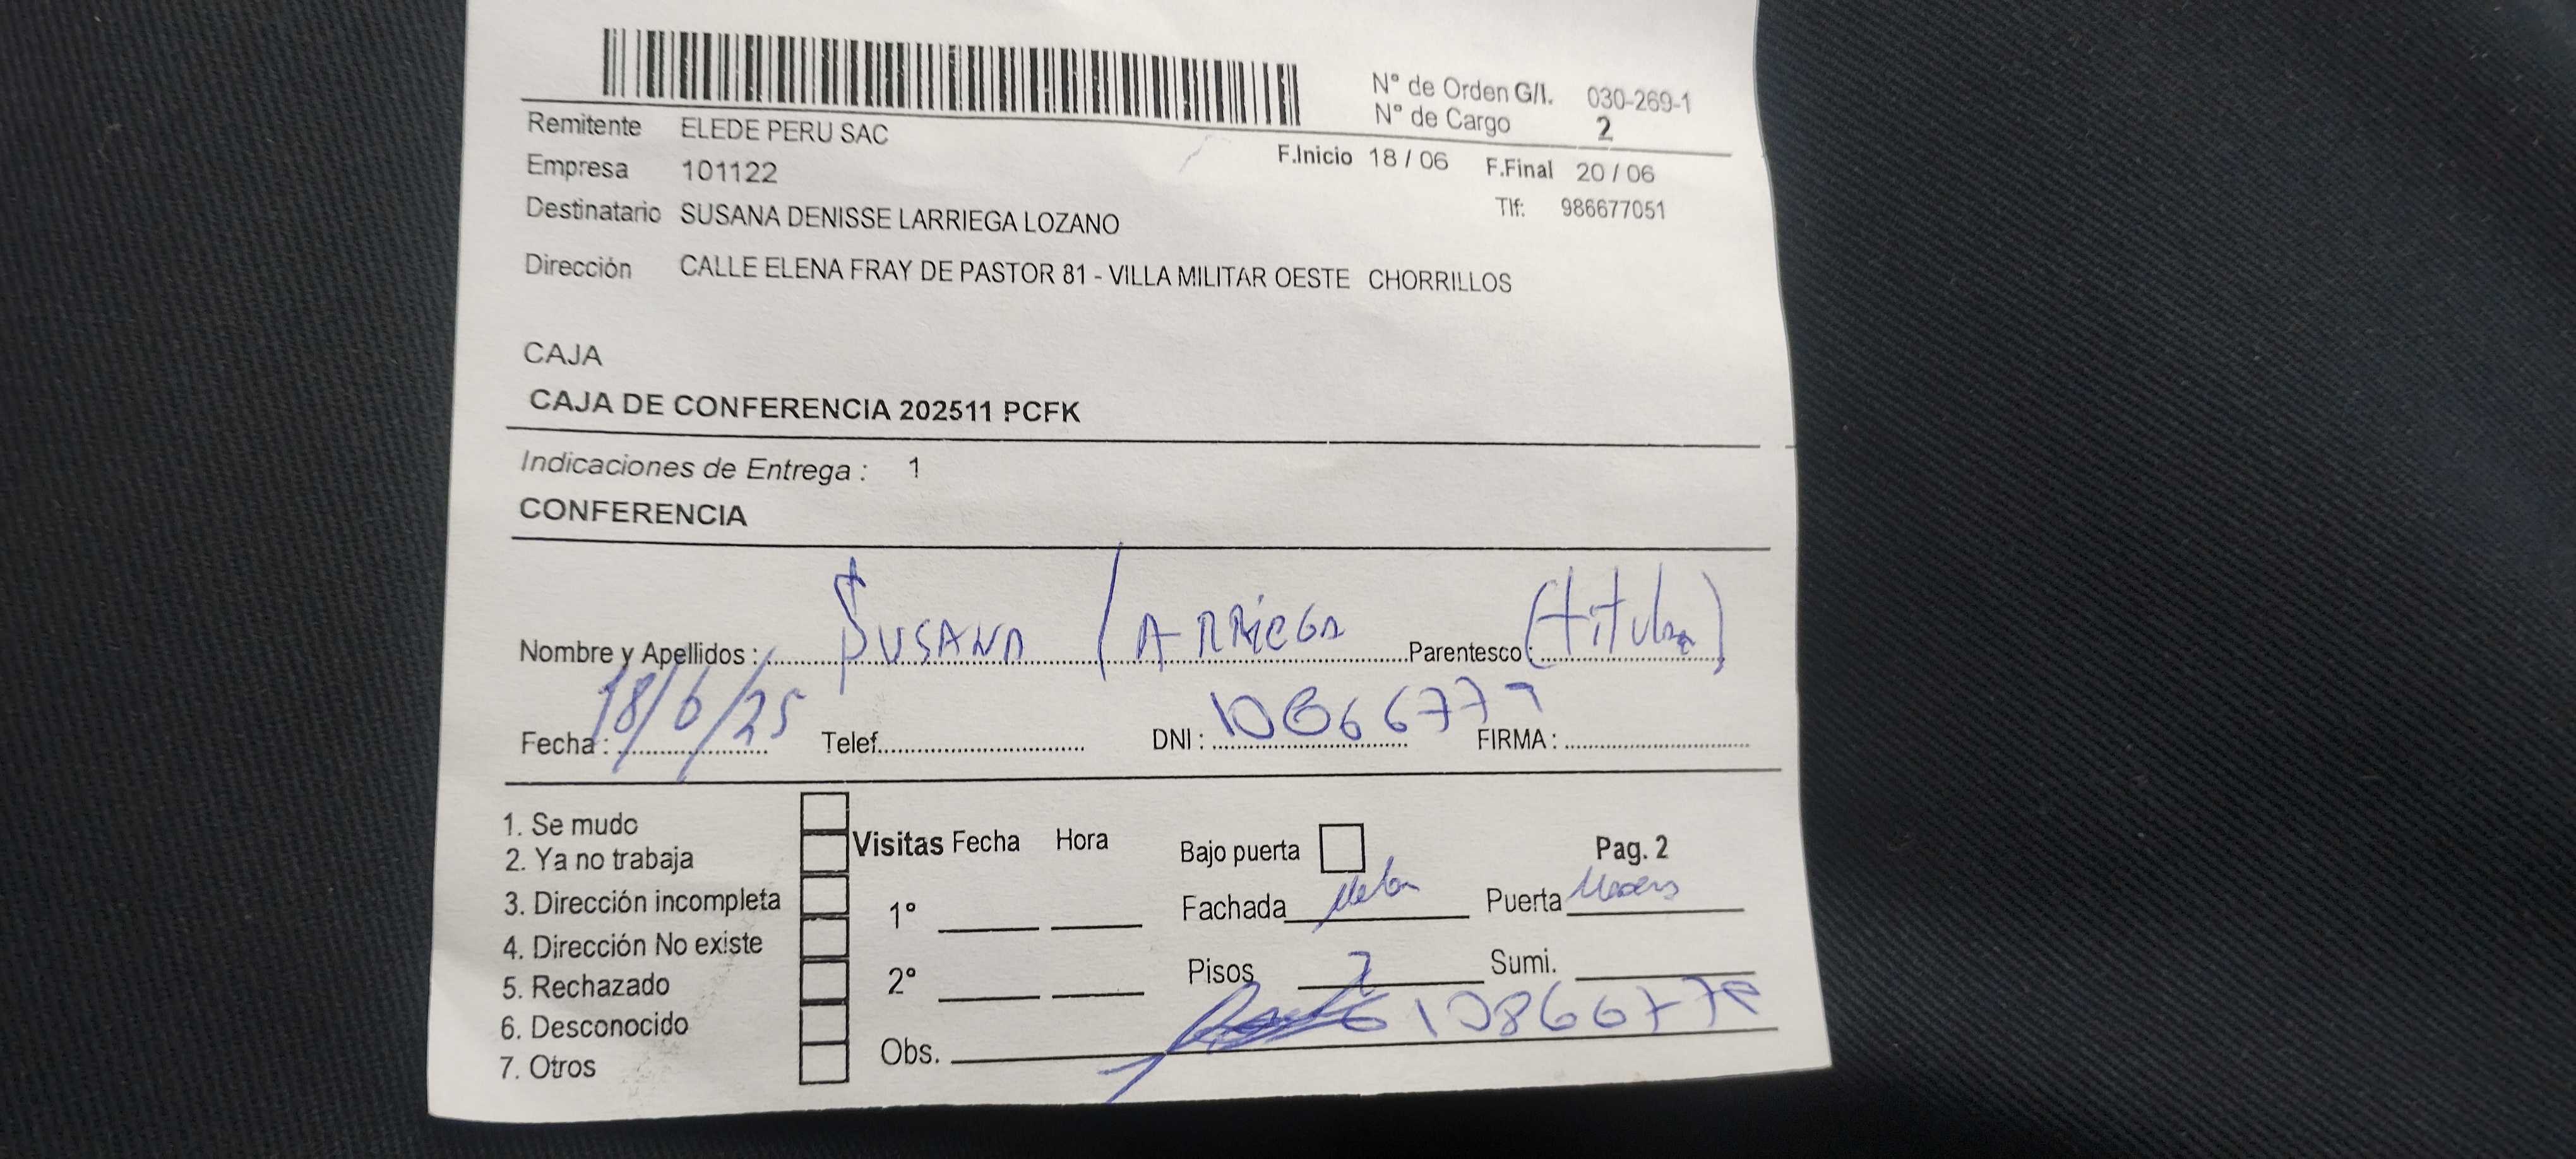 N° de Orden G/I. 030-269-1
N° de Cargo 2
Remitente ELEDE PERU SAC
F.Inicio 18 / 06 F.Final 20 / 06
Empresa 101122
Tlf: 986677051
Destinatario SUSANA DENISSE LARRIEGA LOZANO
Dirección CALLE ELENA FRAY DE PASTOR 81 - VILLA MILITAR OESTE CHORRILLOS
CAJA
CAJA DE CONFERENCIA 202511 PCFK
Indicaciones de Entrega : 1
CONFERENCIA
Nombre y Apellidos : SUSANA LARRIEGA Parentesco : (titular)
Fecha : 18/6/25 Telef. DNI : 10866777 FIRMA :
1. Se mudo
2. Ya no trabaja
3. Dirección incompleta
4. Dirección No existe
5. Rechazado
6. Desconocido
7. Otros
Visitas Fecha Hora
1°
2°
Bajo puerta Pag. 2
Fachada Puerta
Pisos 2 Sumi.
Obs.